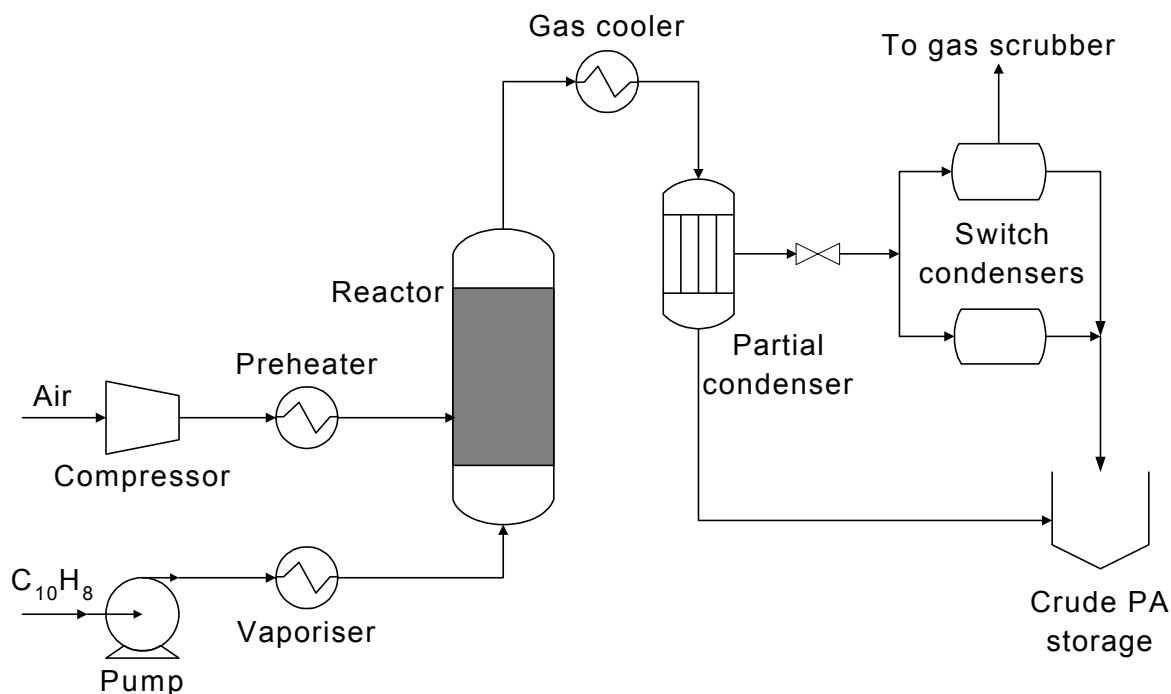 Gas cooler
To gas scrubber
Switch
condensers
Reactor
Partial
condenser
Preheater
Air
Compressor
C₁₀H₈
Vaporiser
Pump
Crude PA
storage